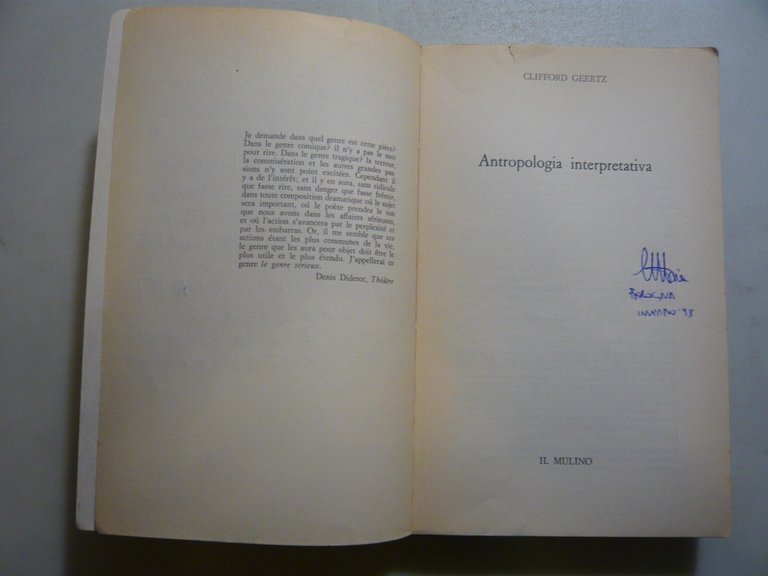 Je demande dans quel genre est cette pièce?
Dans le genre comique? il n'y a pas le mot
pour rire. Dans le genre tragique? la terreur,
la commisération et les autres grandes pas-
sions n'y sont point excitées. Cependant il
y a de l'intérêt; et il y en aura, sans ridicule
que fasse rire, sans danger que fasse frémir,
dans toute composition dramatique où le sujet
sera important, où le poète prendra le ton
que nous avons dans les affaires sérieuses,
et où l'action s'avancera par le perplexité et
par les embarras. Or, il me semble que ces
actions étant les plus communes de la vie,
le genre que les aura pour objet doit être le
plus utile et le plus étendu. J'appellerai ce
genre le genre sérieux.
Denis Diderot, Théâtre
CLIFFORD GEERTZ
Antropologia interpretativa
BOLOGNA
INVERNO '98
IL MULINO